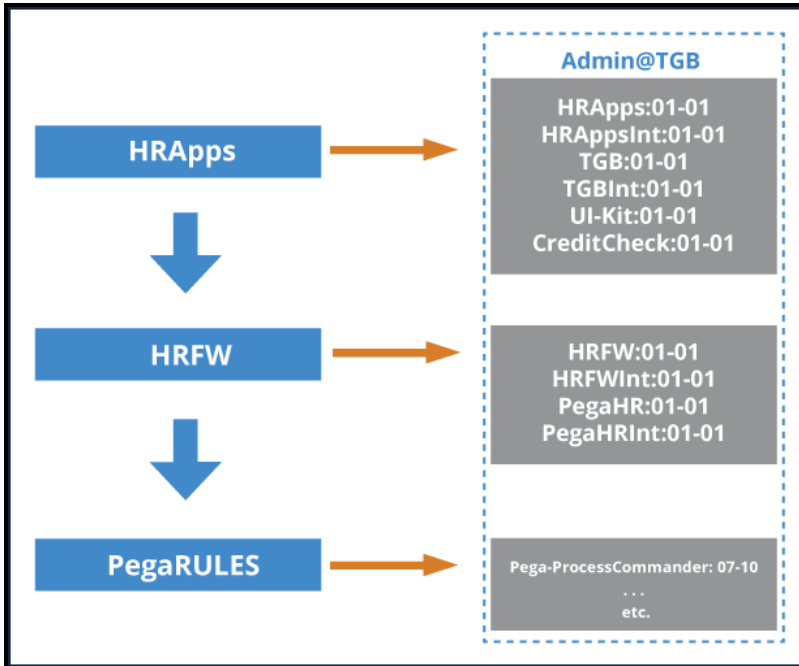 Admin@TGB
HRApps
HRApps:01-01
HRAppsInt:01-01
TGB:01-01
TGBInt:01-01
UI-Kit:01-01
CreditCheck:01-01
HRFW
HRFW:01-01
HRFWInt:01-01
PegaHR:01-01
PegaHRInt:01-01
PegaRULES
Pega-ProcessCommander: 07-10
. . .
etc.